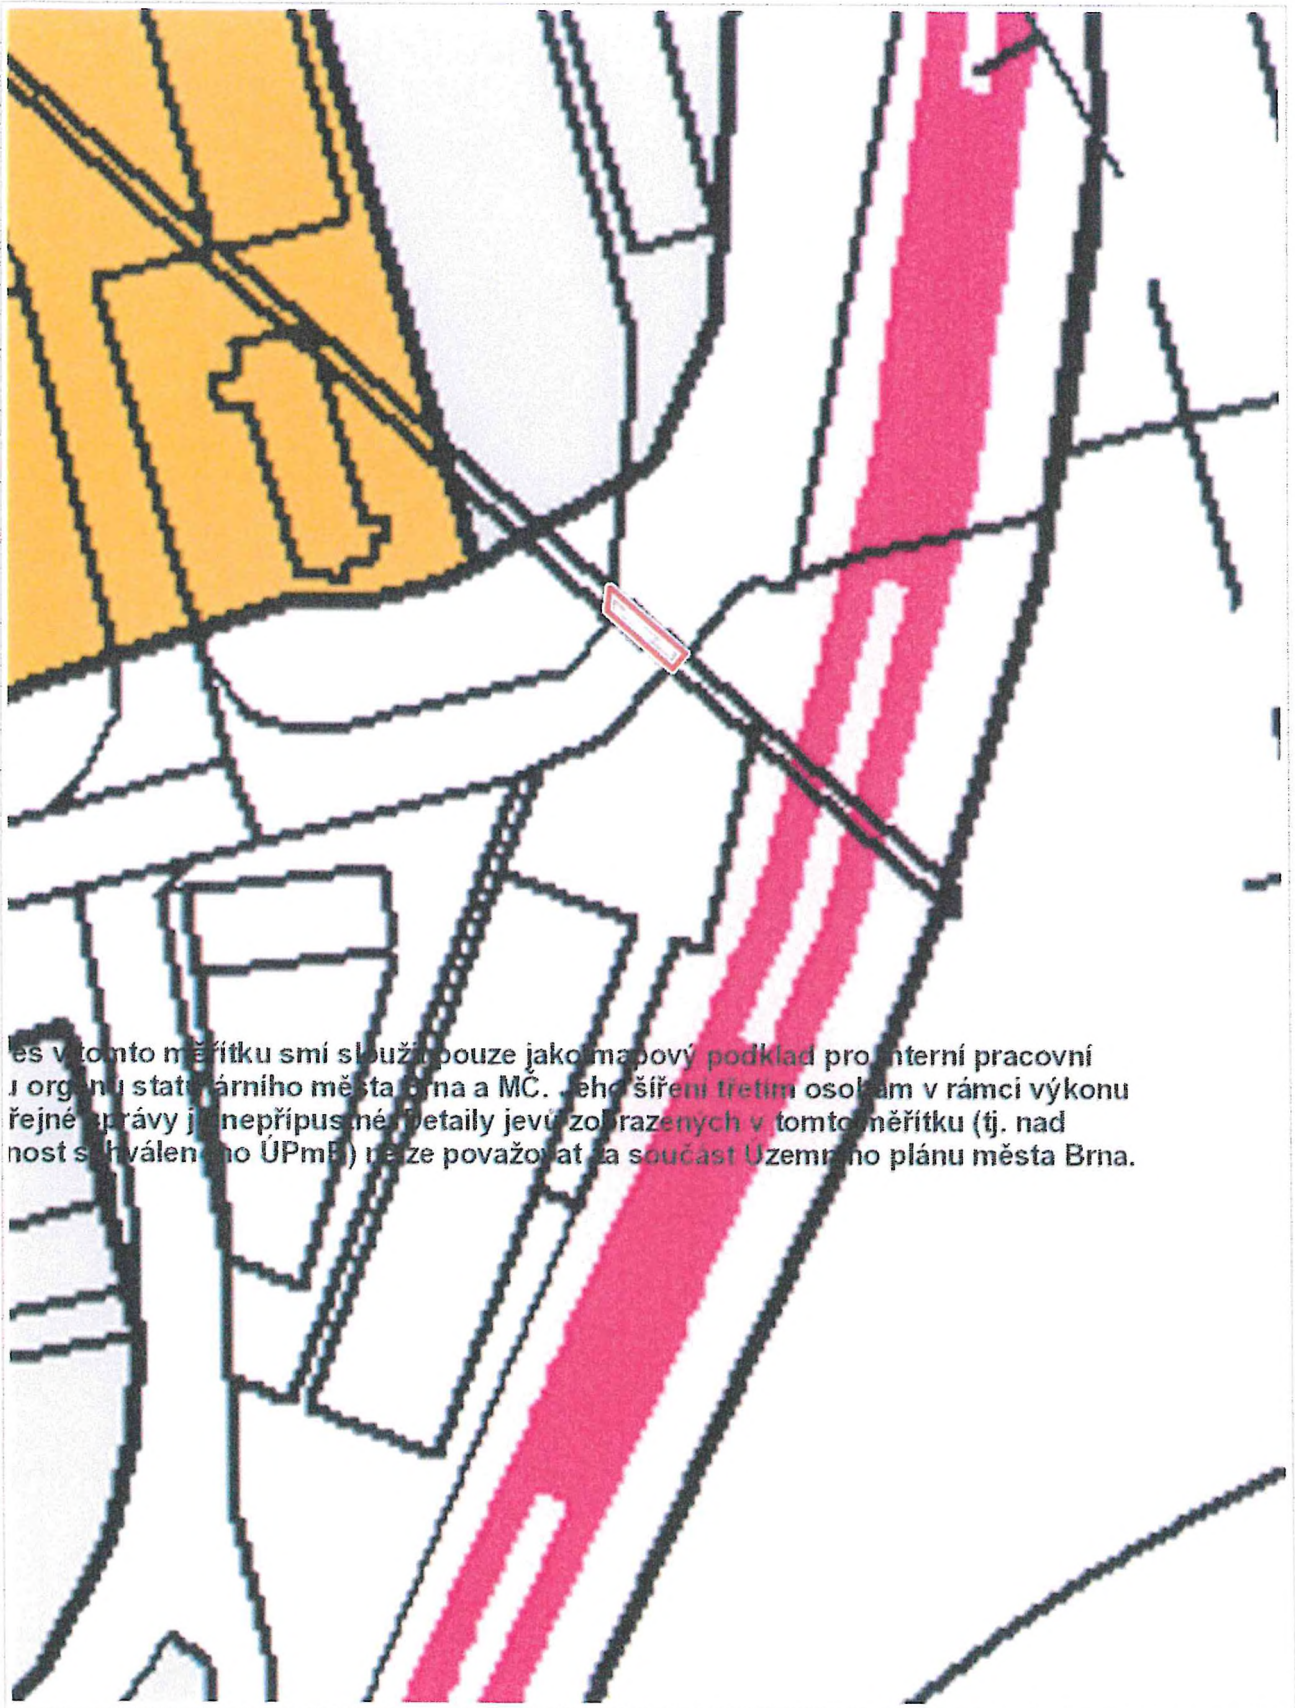 es v tomto měřítku smí sloužit pouze jako mapový podklad pro interní pracovní
u orgánů statutárního města Brna a MČ. Jeho šíření třetím osobám v rámci výkonu
řejné správy je nepřípustné. Detaily jevů zobrazených v tomto měřítku (tj. nad
nost schváleného ÚPmB) nelze považovat za součást Územního plánu města Brna.